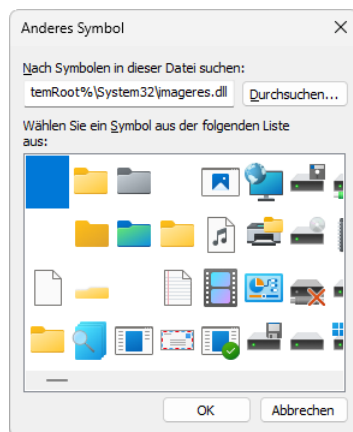 Anderes Symbol
Nach Symbolen in dieser Datei suchen:
temRoot%\System32\imageres.dll
Durchsuchen...
Wählen Sie ein Symbol aus der folgenden Liste
aus:
OK
Abbrechen